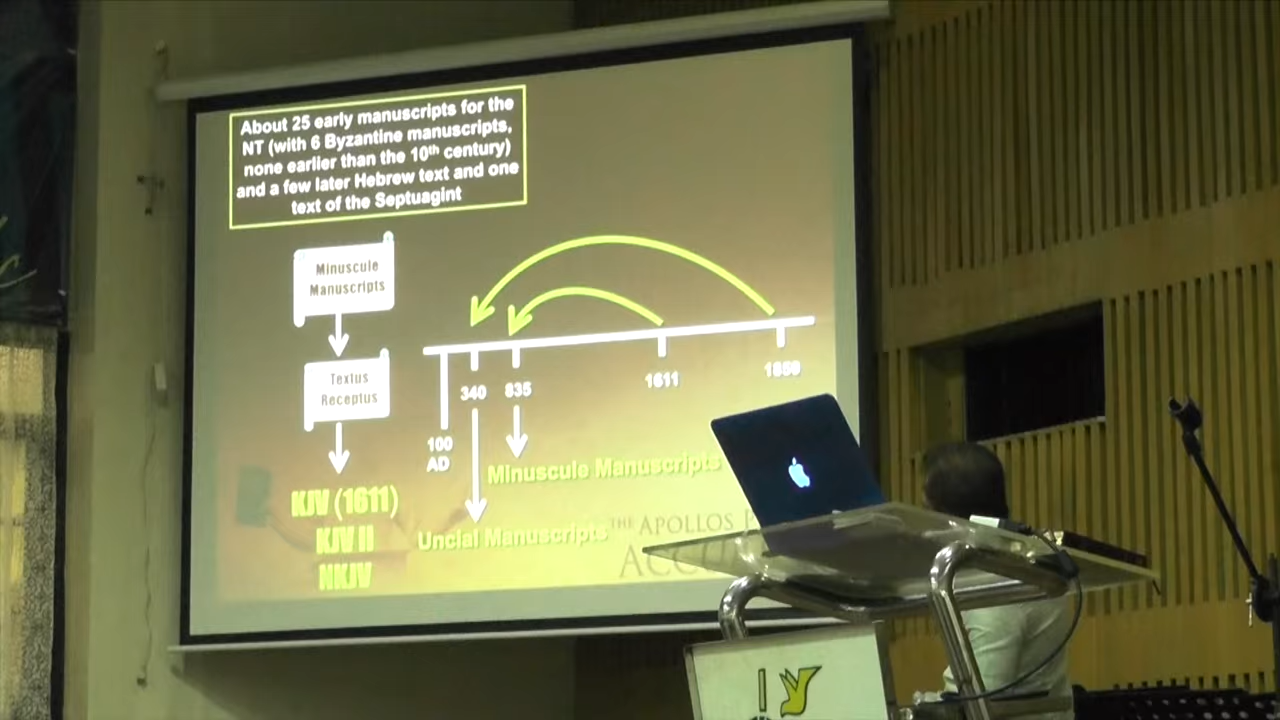 About 25 early manuscripts for the
NT (with 6 Byzantine manuscripts,
none earlier than the 10th century)
and a few later Hebrew text and one
text of the Septuagint
Minuscule
Manuscripts
Textus
Receptus
KJV (1611)
KJV II
NKJV
100
AD
340
835
1611
Minuscule Manuscripts
Uncial Manuscripts
THE APOLLOS